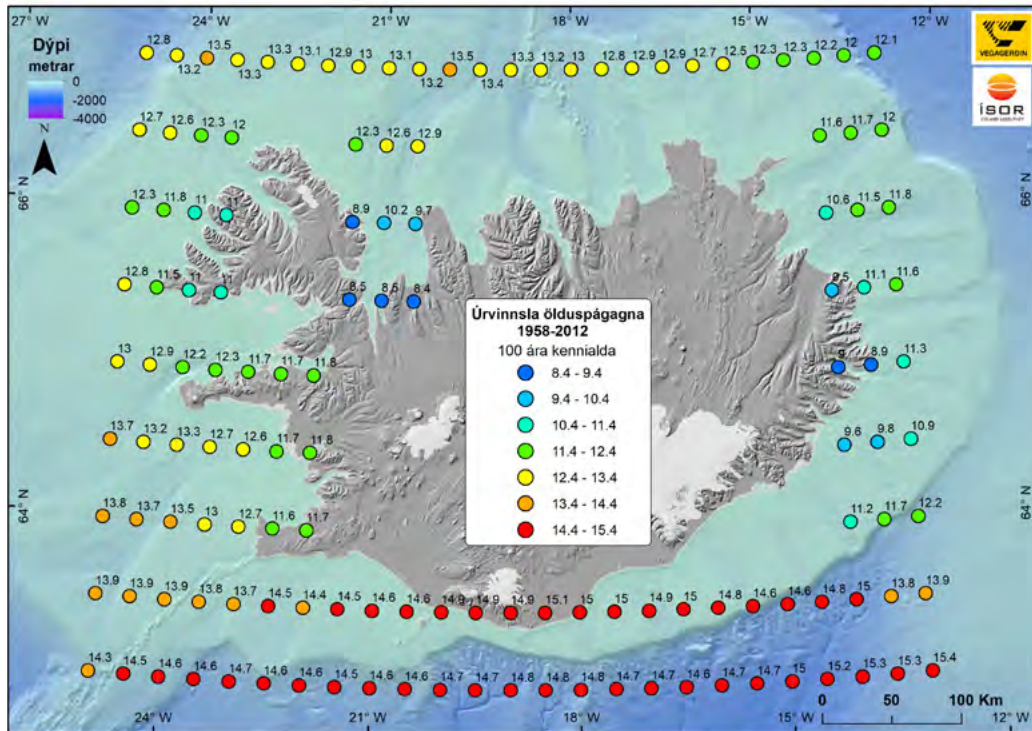 27° W
24° W
21° W
18° W
15° W
12° W
Dýpi
metrar
0
-2000
-4000
N
VEGAGERÐIN
ÍSOR
12.8 13.2 13.5 13.3 13.3 13.1 12.9 13 13.1 13.2 13.5 13.4 13.3 13.2 13 12.8 12.9 12.9 12.7 12.5 12.3 12.3 12.2 12 12.1
12.7 12.6 12.3 12 12.3 12.6 12.9 11.6 11.7 12
66° N
66° N
12.3 11.8 11 11 8.9 10.2 9.7 10.6 11.5 11.8
12.8 11.5 11 11 8.5 8.5 8.4 9.5 11.1 11.6
Úrvinnsla ölduspágagna
1958-2012
100 ára kennialda
8.4 - 9.4
9.4 - 10.4
10.4 - 11.4
11.4 - 12.4
12.4 - 13.4
13.4 - 14.4
14.4 - 15.4
13 12.9 12.2 12.3 11.7 11.7 11.8 9 8.9 11.3
13.7 13.2 13.3 12.7 12.6 11.7 11.8 9.6 9.8 10.9
64° N
64° N
13.8 13.7 13.5 13 12.7 11.6 11.7 11.2 11.7 12.2
13.9 13.9 13.9 13.8 13.7 14.5 14.4 14.5 14.6 14.6 14.9 14.9 14.9 15.1 15 15 14.9 15 14.8 14.6 14.6 14.8 15 13.8 13.9
14.3 14.5 14.6 14.6 14.7 14.6 14.6 14.5 14.6 14.6 14.7 14.7 14.8 14.8 14.8 14.7 14.7 14.6 14.7 14.7 15 15.2 15.3 15.3 15.4
0 50 100 Km
24° W
21° W
18° W
15° W
12° W